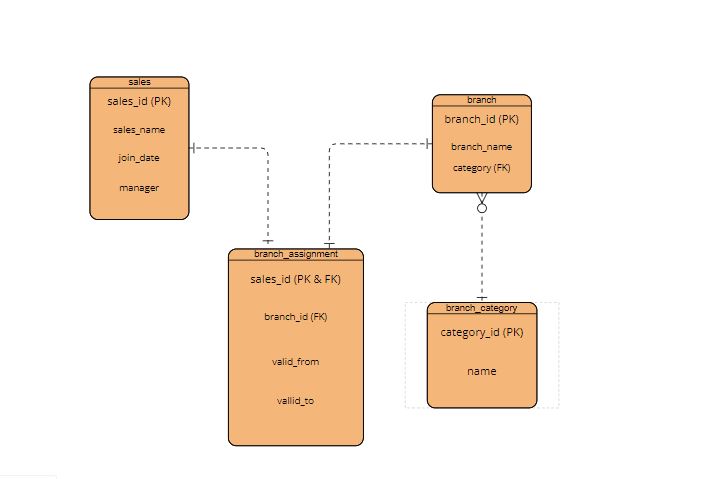 sales
sales_id (PK)
sales_name
join_date
manager
branch
branch_id (PK)
branch_name
category (FK)
branch_assignment
sales_id (PK & FK)
branch_id (FK)
valid_from
vallid_to
branch_category
category_id (PK)
name